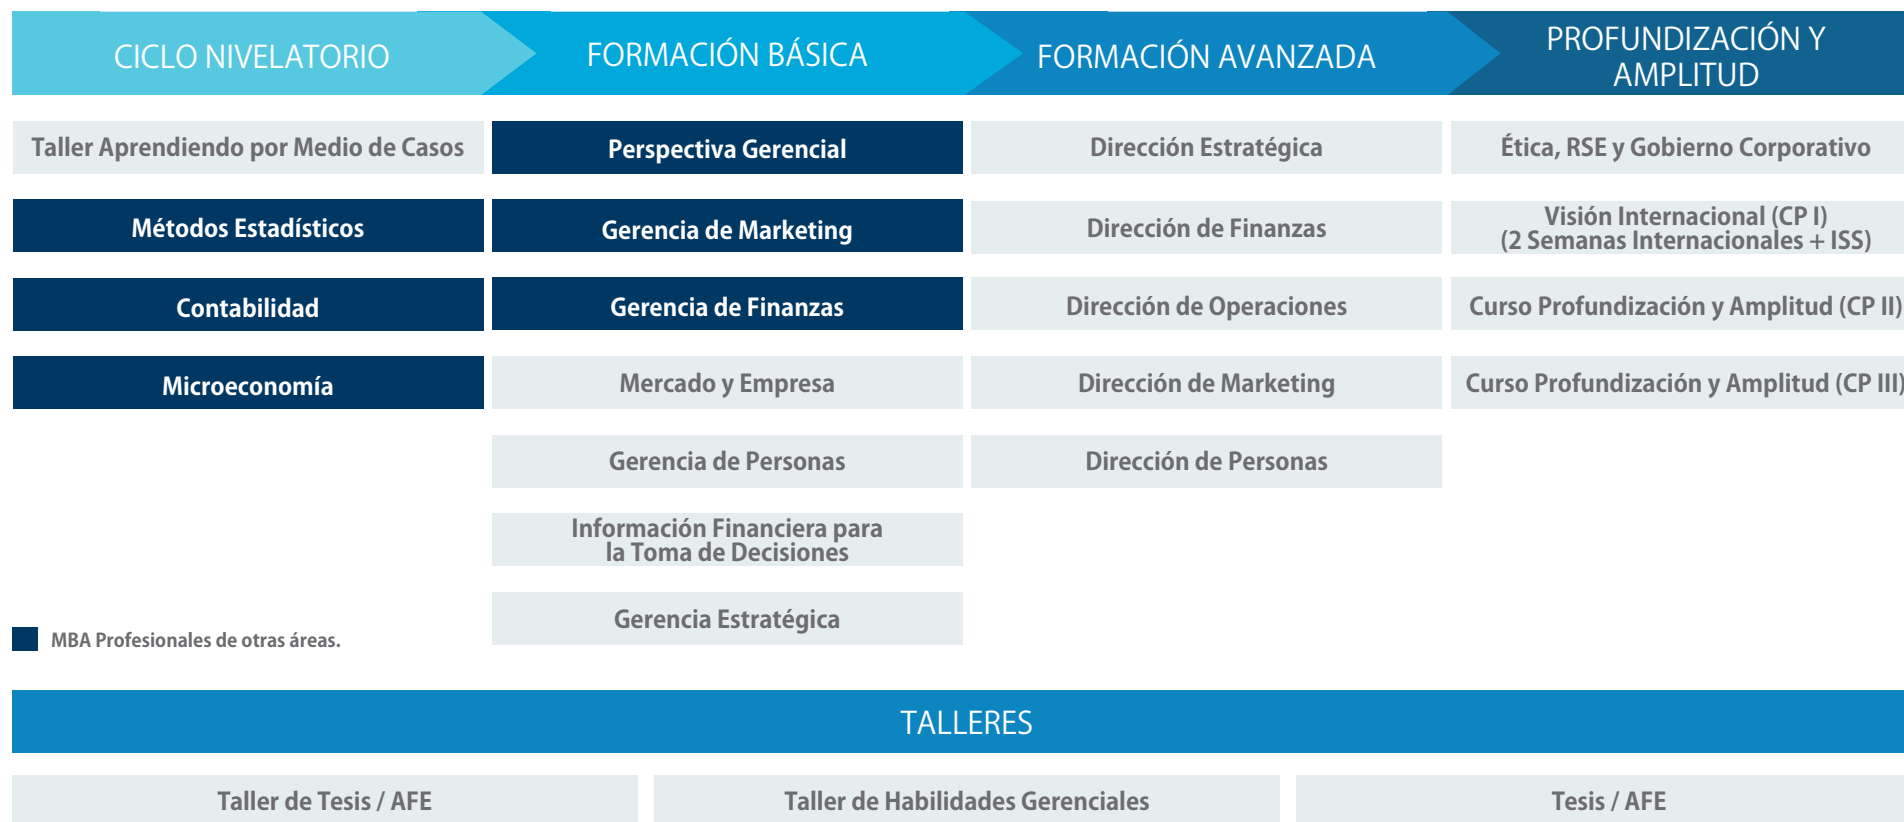 CICLO NIVELATORIO
FORMACIÓN BÁSICA
FORMACIÓN AVANZADA
PROFUNDIZACIÓN Y
AMPLITUD
Taller Aprendiendo por Medio de Casos
Perspectiva Gerencial
Dirección Estratégica
Ética, RSE y Gobierno Corporativo
Métodos Estadísticos
Gerencia de Marketing
Dirección de Finanzas
Visión Internacional (CP I)
(2 Semanas Internacionales + ISS)
Contabilidad
Gerencia de Finanzas
Dirección de Operaciones
Curso Profundización y Amplitud (CP II)
Microeconomía
Mercado y Empresa
Dirección de Marketing
Curso Profundización y Amplitud (CP III)
Gerencia de Personas
Dirección de Personas
Información Financiera para
la Toma de Decisiones
Gerencia Estratégica
MBA Profesionales de otras áreas.
TALLERES
Taller de Tesis / AFE
Taller de Habilidades Gerenciales
Tesis / AFE